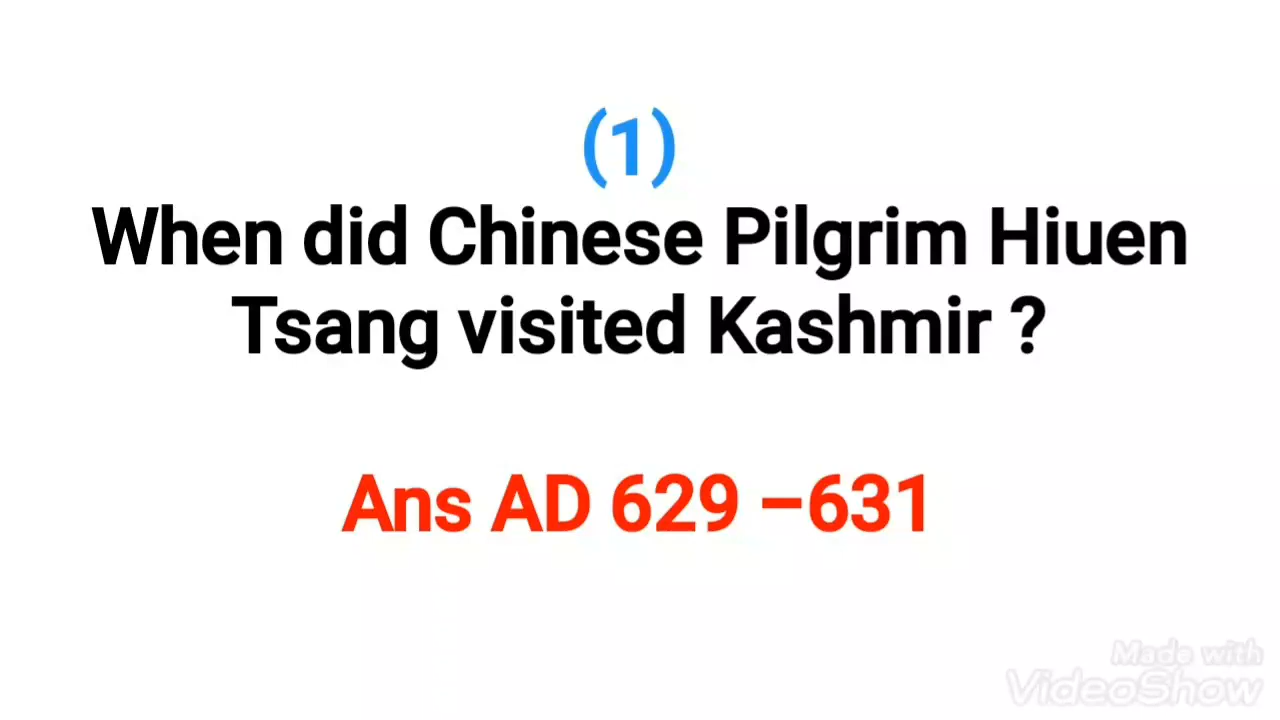 (1)
When did Chinese Pilgrim Hiuen
Tsang visited Kashmir ?
Ans AD 629 –631
Made with
VideoShow